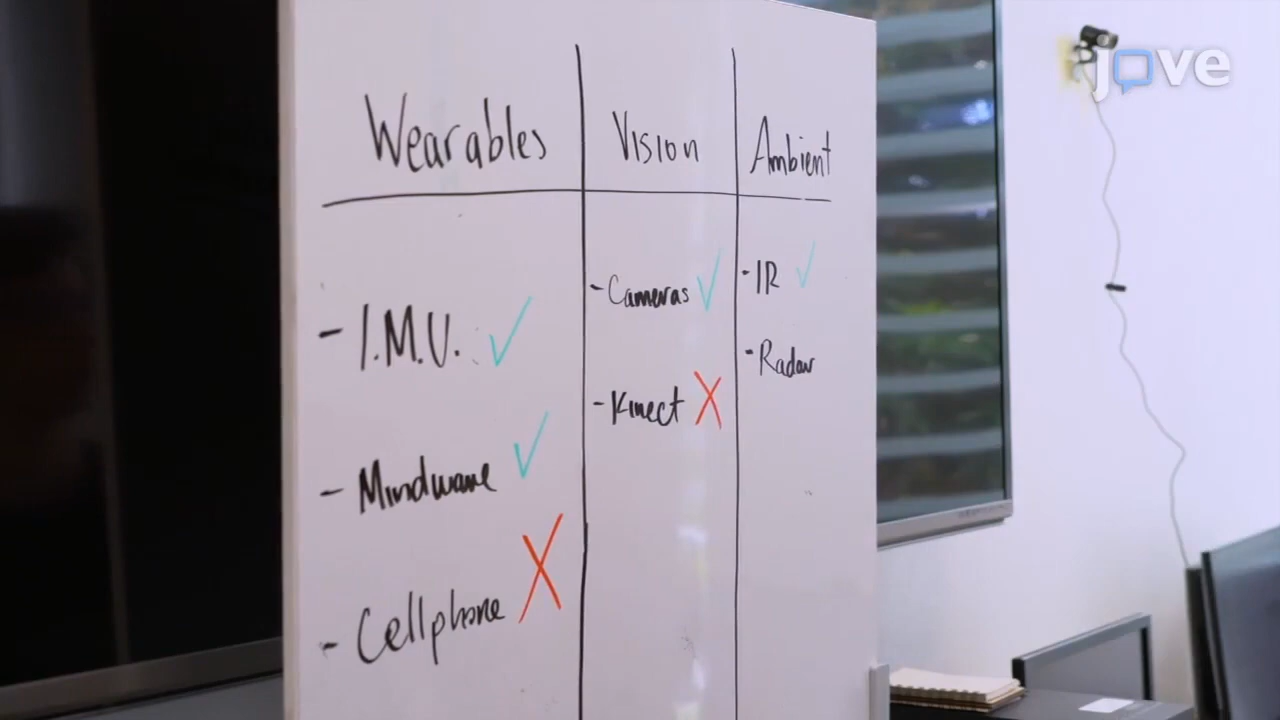 jove
Wearables Vision Ambient
- I.M.U. ✓
- Mindwave ✓
- Cellphone X
- Cameras ✓
- Kinect X
- IR ✓
- Radar